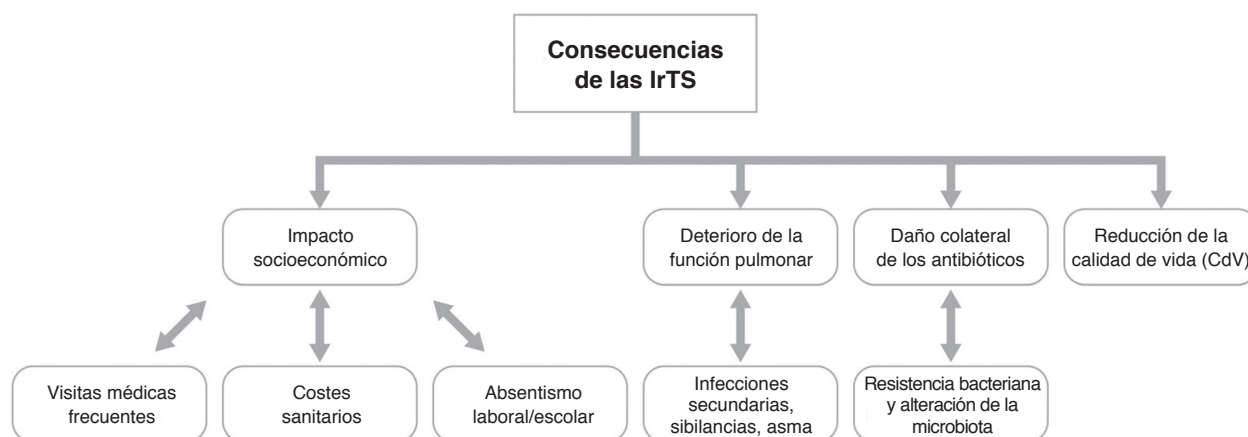 Consecuencias
de las IrTS
Impacto
socioeconómico
Deterioro de la
función pulmonar
Daño colateral
de los antibióticos
Reducción de la
calidad de vida (CdV)
Visitas médicas
frecuentes
Costes
sanitarios
Absentismo
laboral/escolar
Infecciones
secundarias,
sibilancias, asma
Resistencia bacteriana
y alteración de la
microbiota